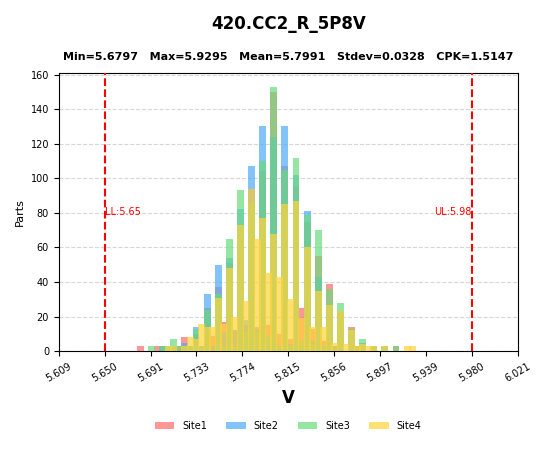 420.CC2_R_5P8V
Min=5.6797 Max=5.9295 Mean=5.7991 Stdev=0.0328 CPK=1.5147
Parts
160
140
120
100
80
60
40
20
0
LL:5.65
UL:5.98
5.609 5.650 5.691 5.733 5.774 5.815 5.856 5.897 5.939 5.980 6.021
V
Site1 Site2 Site3 Site4